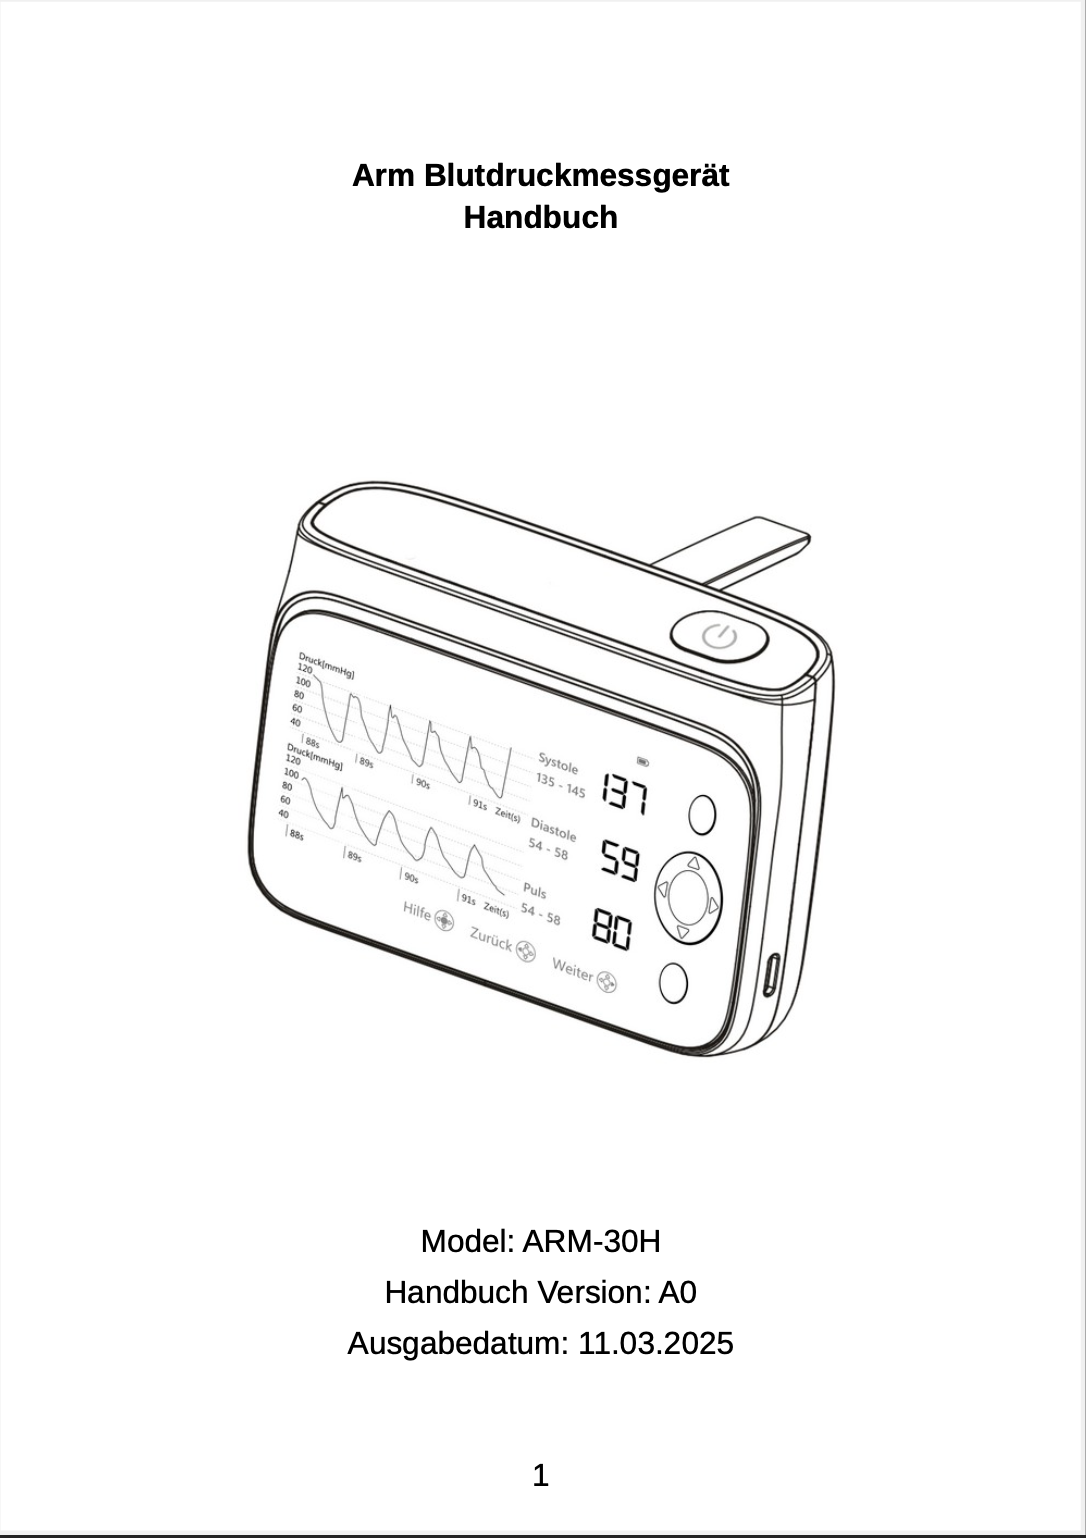 Arm Blutdruckmessgerät
Handbuch
Druck[mmHg]
120
100
80
60
40
88s
89s
90s
91s Zeit(s)
Druck[mmHg]
120
100
80
60
40
88s
89s
90s
91s Zeit(s)
Systole
135 - 145
137
Diastole
54 - 58
59
Puls
54 - 58
80
Hilfe
Zurück
Weiter
Model: ARM-30H
Handbuch Version: A0
Ausgabedatum: 11.03.2025
1